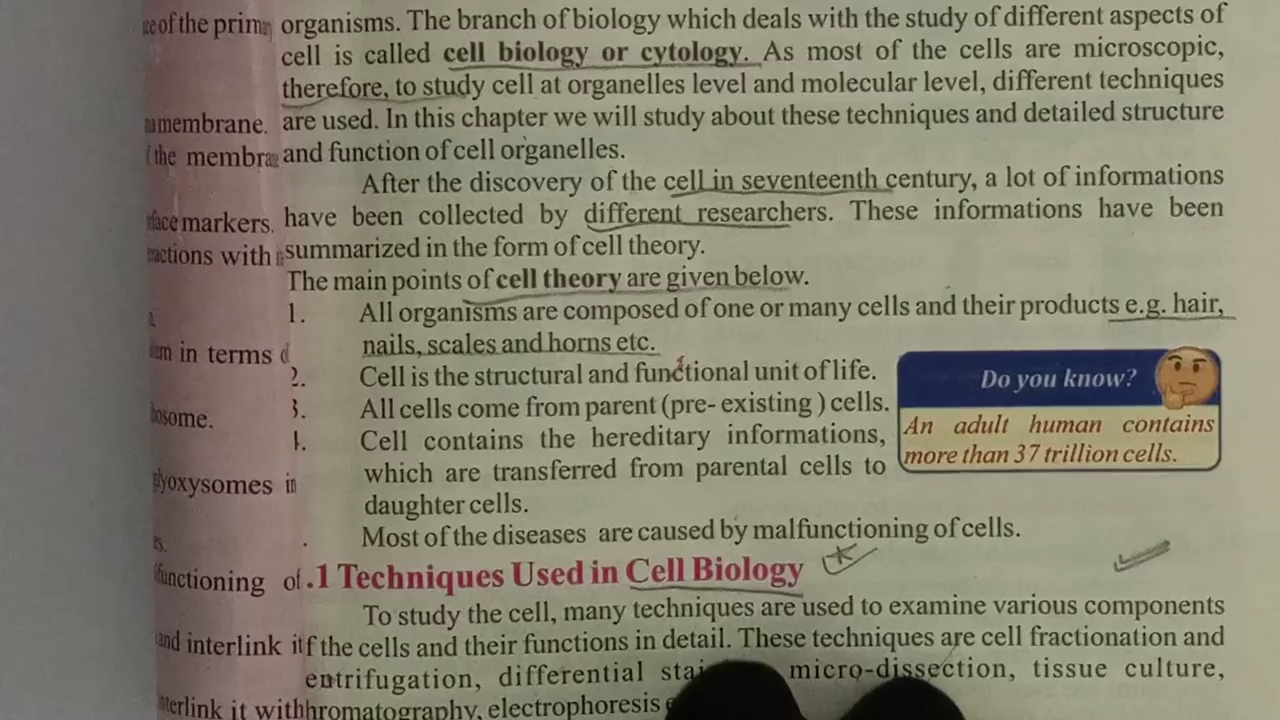 organisms. The branch of biology which deals with the study of different aspects of
cell is called cell biology or cytology. As most of the cells are microscopic,
therefore, to study cell at organelles level and molecular level, different techniques
are used. In this chapter we will study about these techniques and detailed structure
and function of cell organelles.
After the discovery of the cell in seventeenth century, a lot of informations
have been collected by different researchers. These informations have been
summarized in the form of cell theory.
The main points of cell theory are given below.
1. All organisms are composed of one or many cells and their products e.g. hair,
nails, scales and horns etc.
2. Cell is the structural and functional unit of life.
3. All cells come from parent (pre- existing ) cells.
Cell contains the hereditary informations,
which are transferred from parental cells to
daughter cells.
Most of the diseases are caused by malfunctioning of cells.
Do you know?
An adult human contains
more than 37 trillion cells.
.1 Techniques Used in Cell Biology
To study the cell, many techniques are used to examine various components
f the cells and their functions in detail. These techniques are cell fractionation and
entrifugation, differential micro-dissection, tissue culture,
hromatography, electrophoresis
of the
membrane.
the
markers.
with
in terms
in
of
and interlink it
it with